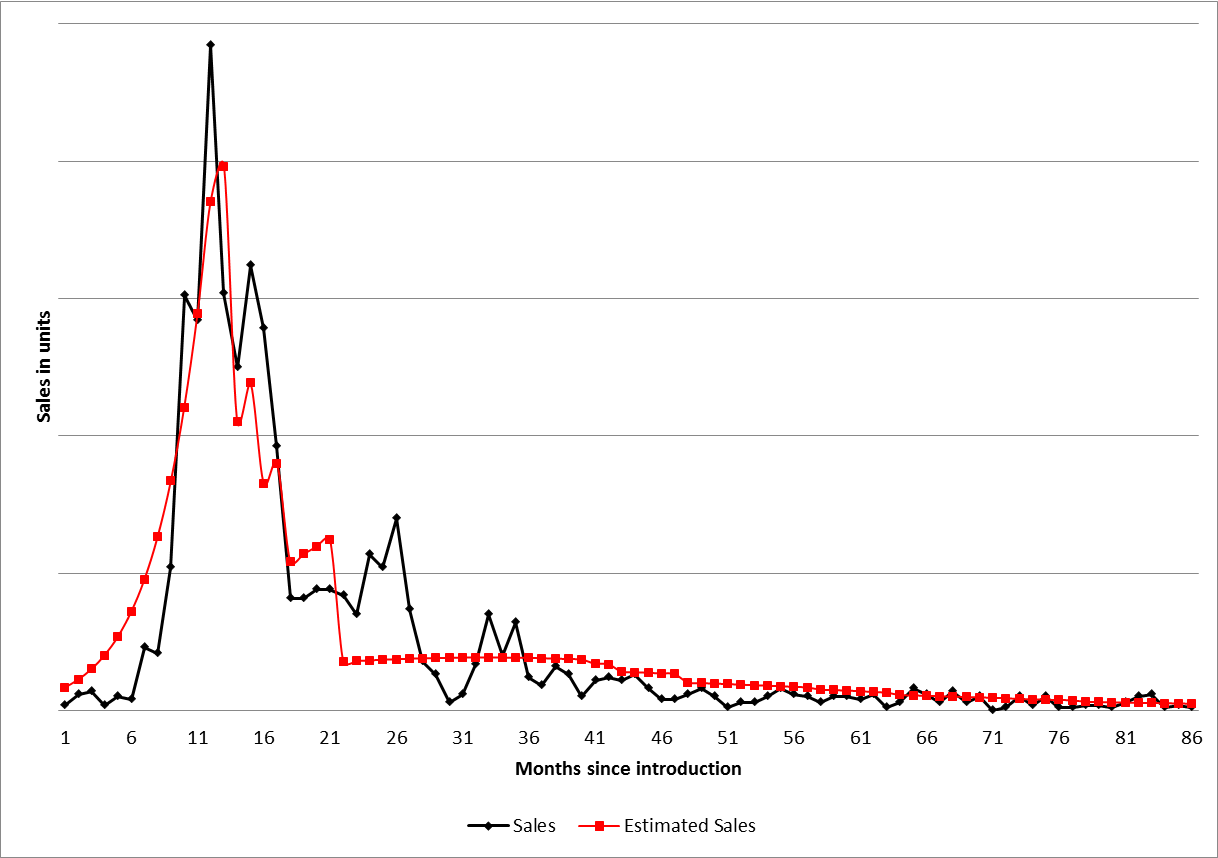 Sales in units
1 6 11 16 21 26 31 36 41 46 51 56 61 66 71 76 81 86
Months since introduction
Sales Estimated Sales